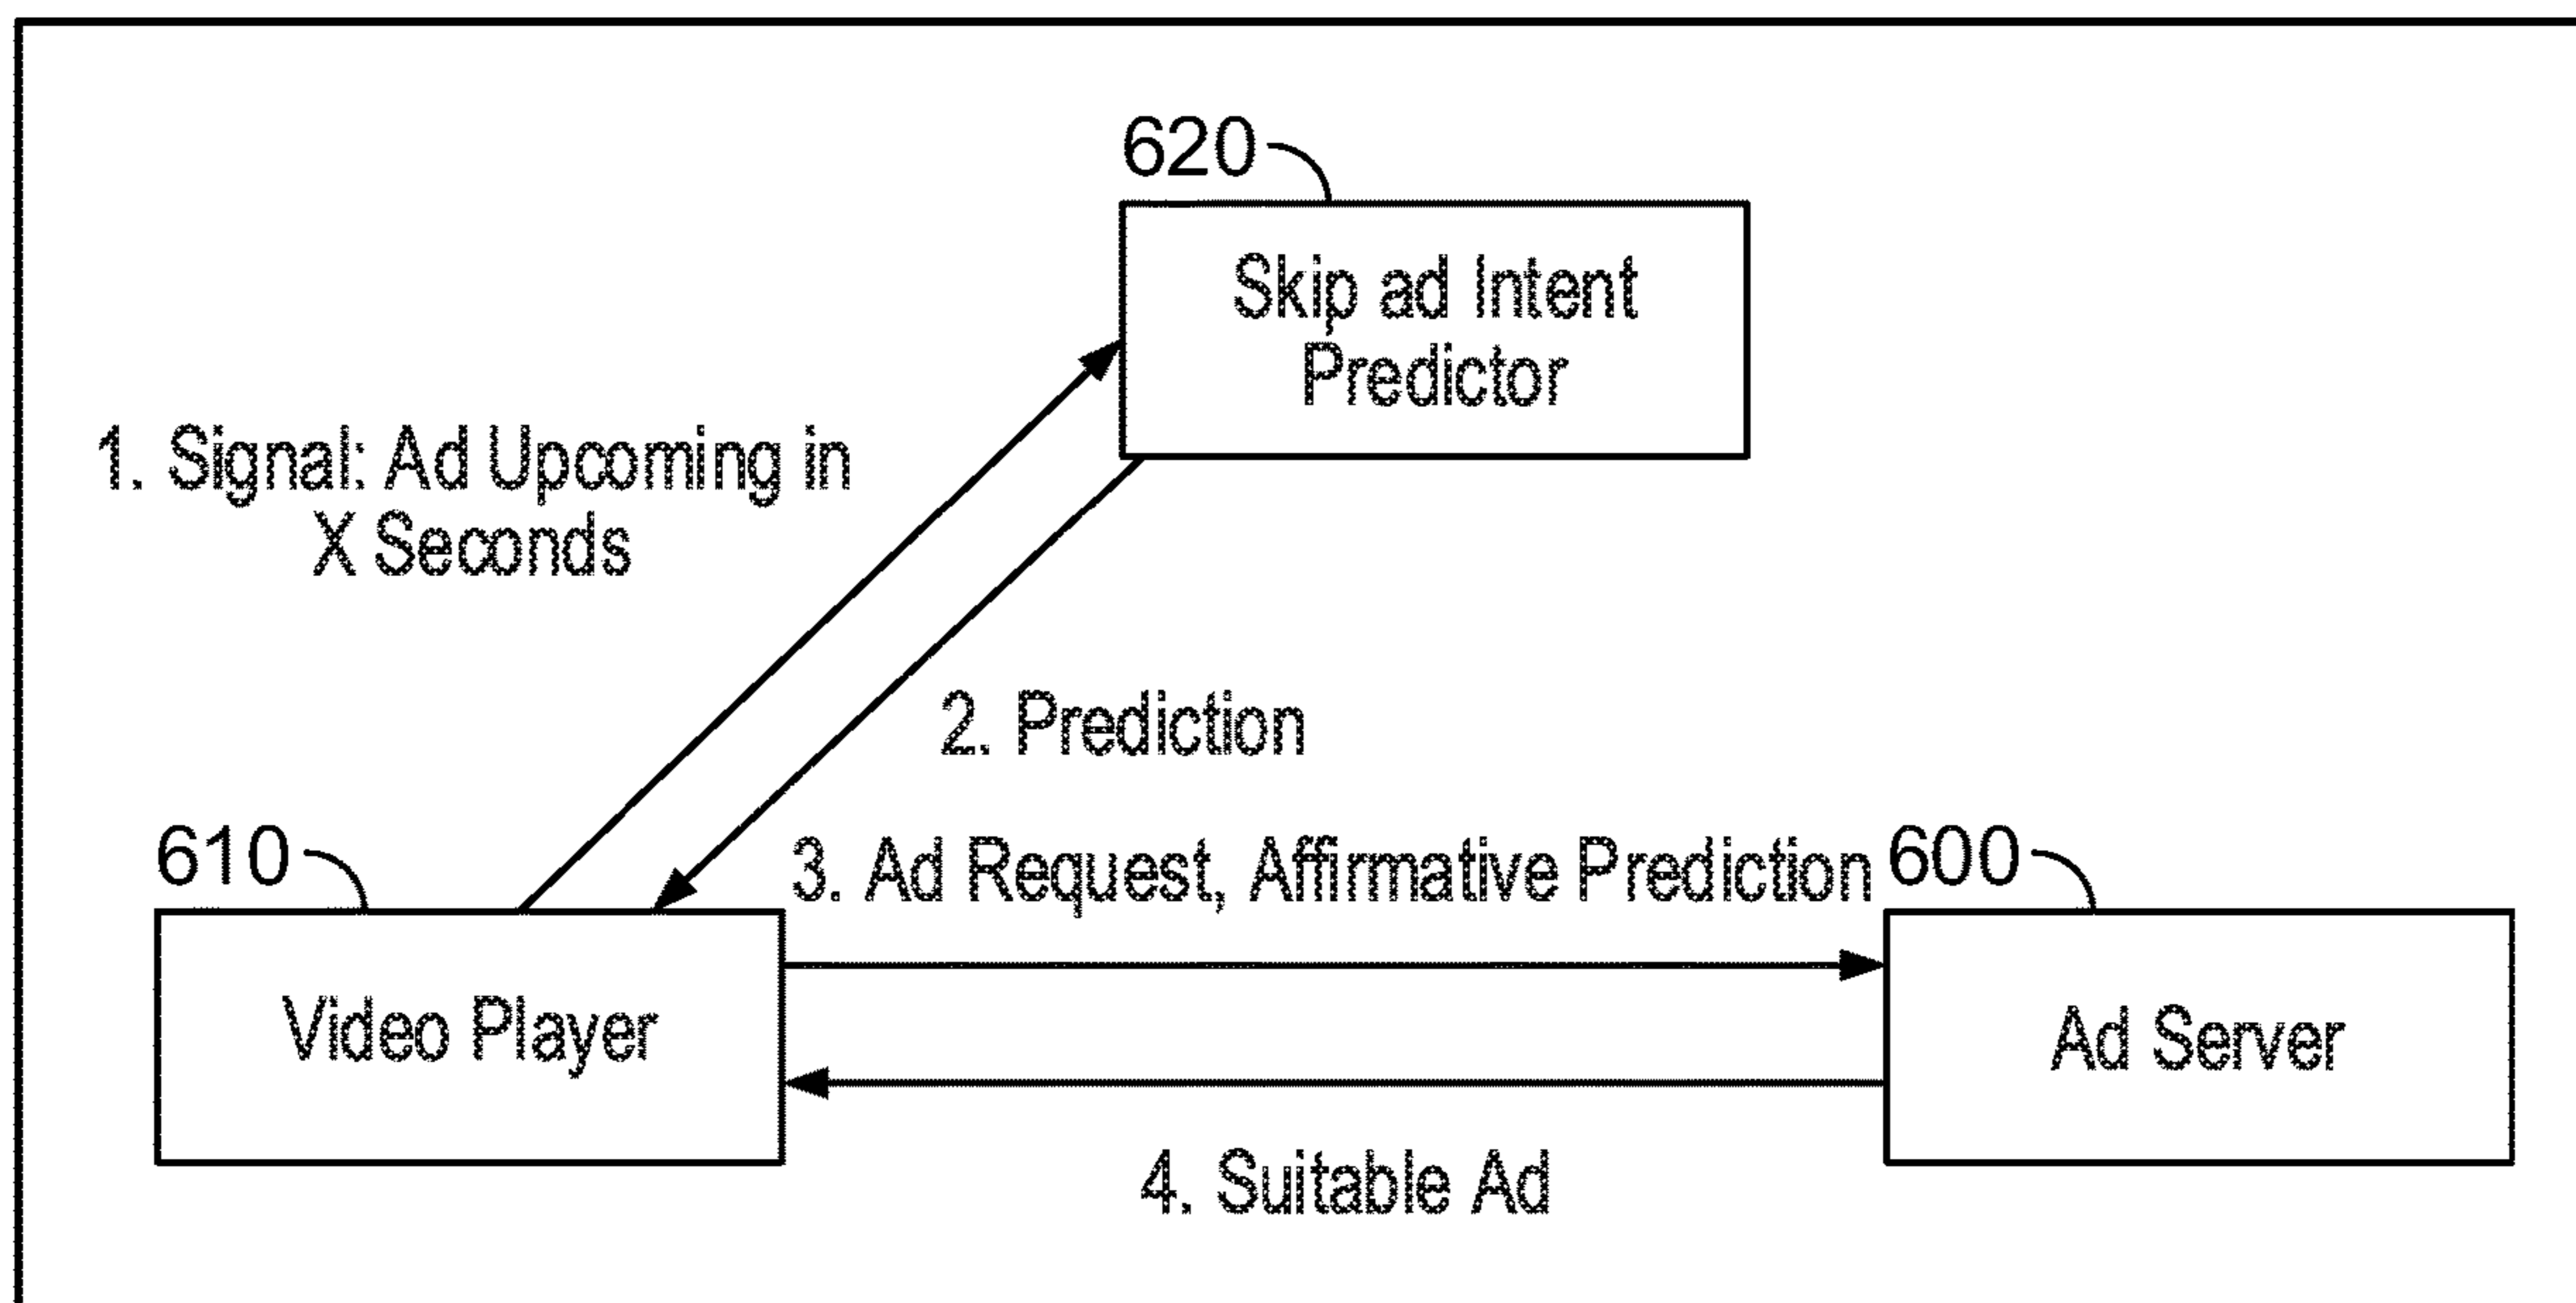 620
Skip ad Intent
Predictor
1. Signal: Ad Upcoming in
X Seconds
2. Prediction
610
3. Ad Request, Affirmative Prediction
600
Video Player
Ad Server
4. Suitable Ad